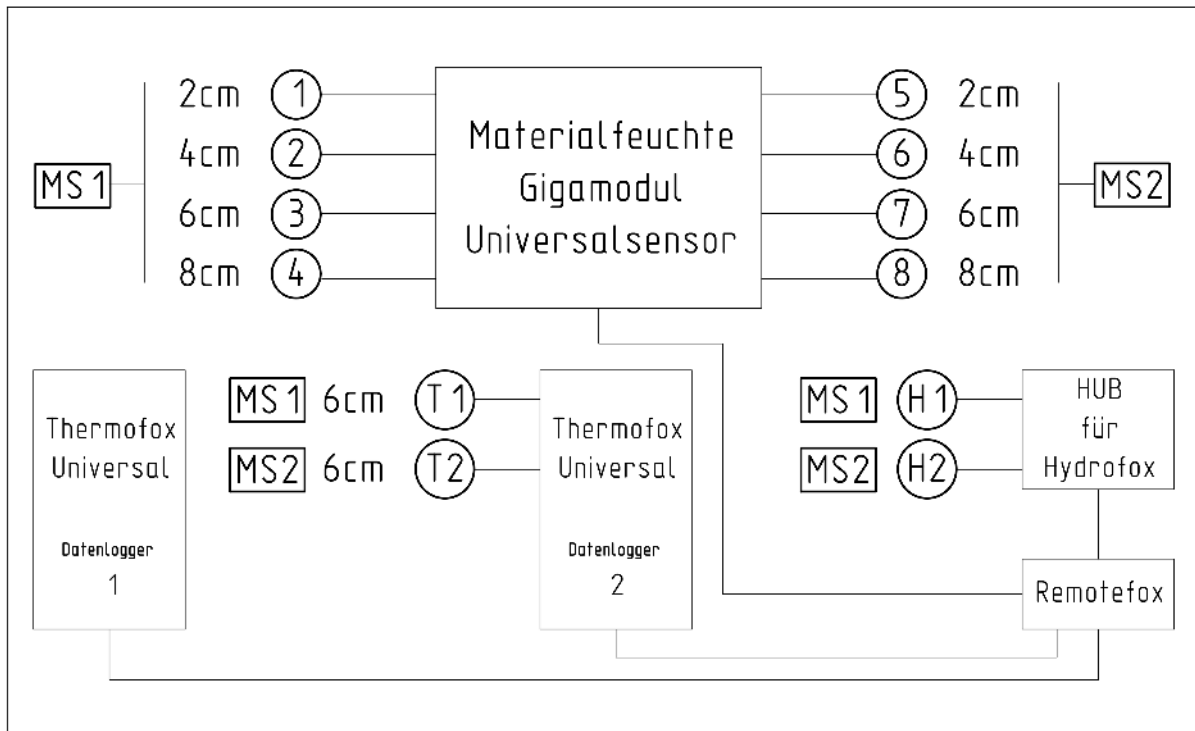 2cm 1
4cm 2
MS1
6cm 3
8cm 4
Materialfeuchte
Gigamodul
Universalsensor
5 2cm
6 4cm
MS2
7 6cm
8 8cm
Thermofox
Universal
Datenlogger
1
MS1 6cm T1
MS2 6cm T2
Thermofox
Universal
Datenlogger
2
MS1 H1
MS2 H2
HUB
für
Hydrofox
Remotefox